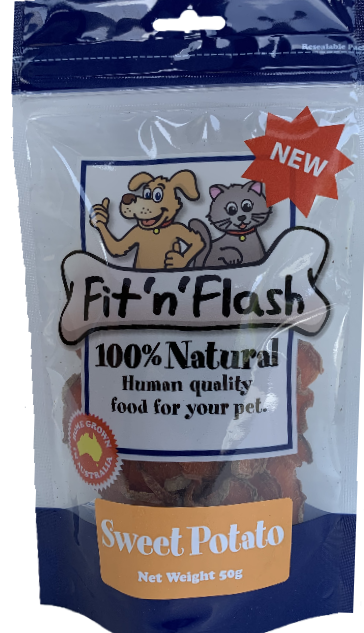 Resealable
NEW
Fit'n'Flash
100% Natural
Human quality
food for your pet.
HOME GROWN
IN AUSTRALIA
Sweet Potato
Net Weight 50g